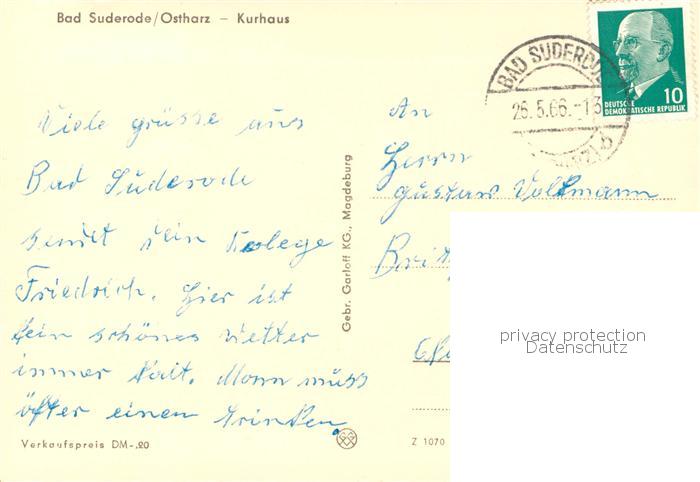 Bad Suderode/Ostharz – Kurhaus
BAD SUDERODE
26.5.66.-13
DEUTSCHE
DEMOKRATISCHE REPUBLIK
10
Viele grüsse aus
Bad Suderode
sendet dein Kolege
Friedrich. Hier ist
kein schönes Wetter
immer kalt. Mann muss
öfter einen trinken.
An
Herrn
Gustav Volkmann
Gebr. Garloff KG., Magdeburg
privacy protection
Datenschutz
Verkaufspreis DM-.20
Z 1070